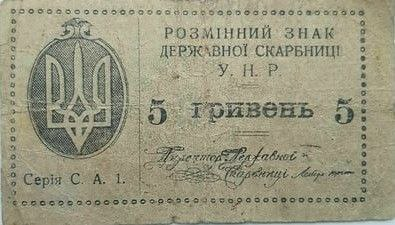 РОЗМІННИЙ ЗНАК
ДЕРЖАВНОЇ СКАРБНИЦІ
У. Н. Р.
5 гривень 5
Директор Державної
Скарбниці
Серія С. А. 1.